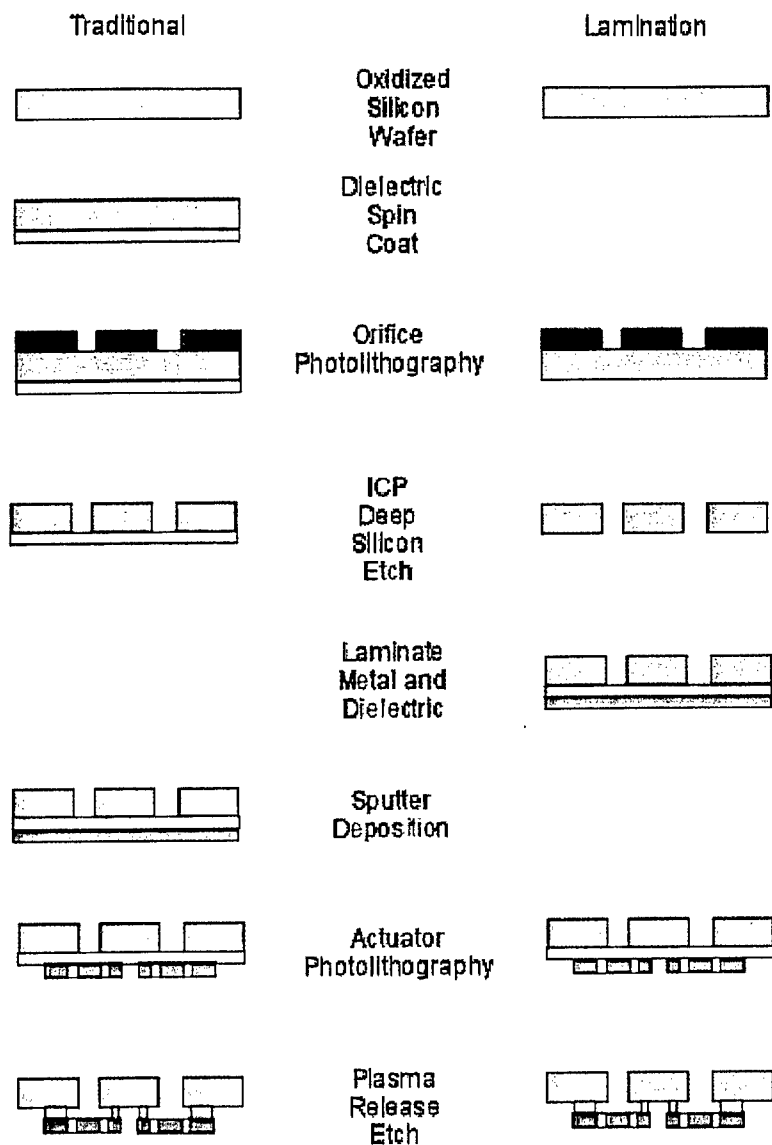 Traditional
Lamination
Oxidized
Silicon
Wafer
Dielectric
Spin
Coat
Orifice
Photolithography
ICP
Deep
Silicon
Etch
Laminate
Metal and
Dielectric
Sputter
Deposition
Actuator
Photolithography
Plasma
Release
Etch